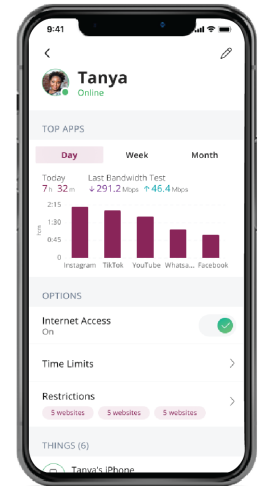 9:41
Tanya
Online
TOP APPS
Day Week Month
Today Last Bandwidth Test
7h 32m ↓291.2 Mbps ↑46.4 Mbps
2:15
1:30
0:45
0
Instagram TikTok YouTube Whatsa... Facebook
OPTIONS
Internet Access
On
Time Limits
Restrictions
5 websites 5 websites 5 websites
THINGS (6)
Tanya's iPhone